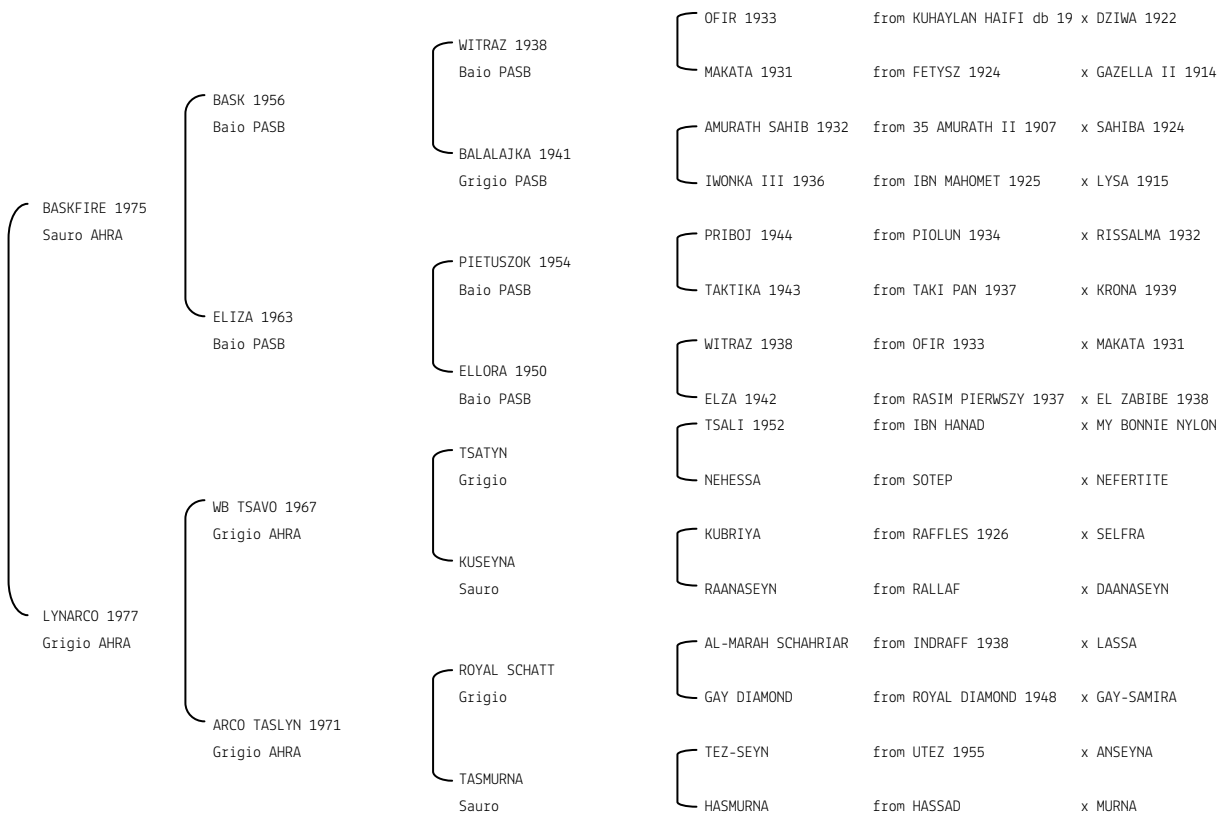 OFIR 1933 from KUHAYLAN HAIFI db 19 x DZIWA 1922
WITRAZ 1938
Baio PASB
MAKATA 1931 from FETYSZ 1924 x GAZELLA II 1914
BASK 1956
Baio PASB
AMURATH SAHIB 1932 from 35 AMURATH II 1907 x SAHIBA 1924
BALALAJKA 1941
Grigio PASB
IWONKA III 1936 from IBN MAHOMET 1925 x LYSA 1915
BASKFIRE 1975
Sauro AHRA
PRIBOJ 1944 from PIOLUN 1934 x RISSALMA 1932
PIETUSZOK 1954
Baio PASB
TAKTIKA 1943 from TAKI PAN 1937 x KRONA 1939
ELIZA 1963
Baio PASB
WITRAZ 1938 from OFIR 1933 x MAKATA 1931
ELLORA 1950
Baio PASB
ELZA 1942 from RASIM PIERWSZY 1937 x EL ZABIBE 1938
TSALI 1952 from IBN HANAD x MY BONNIE NYLON
TSATYN
Grigio
NEHESSA from SOTEP x NEFERTITE
WB TSAVO 1967
Grigio AHRA
KUBRIYA from RAFFLES 1926 x SELFRA
KUSEYNA
Sauro
RAANASEYN from RALLAF x DAANASEYN
LYNARCO 1977
Grigio AHRA
AL-MARAH SCHAHRIAR from INDRAFF 1938 x LASSA
ROYAL SCHATT
Grigio
GAY DIAMOND from ROYAL DIAMOND 1948 x GAY-SAMIRA
ARCO TASLYN 1971
Grigio AHRA
TEZ-SEYN from UTEZ 1955 x ANSEYNA
TASMURNA
Sauro
HASMURNA from HASSAD x MURNA